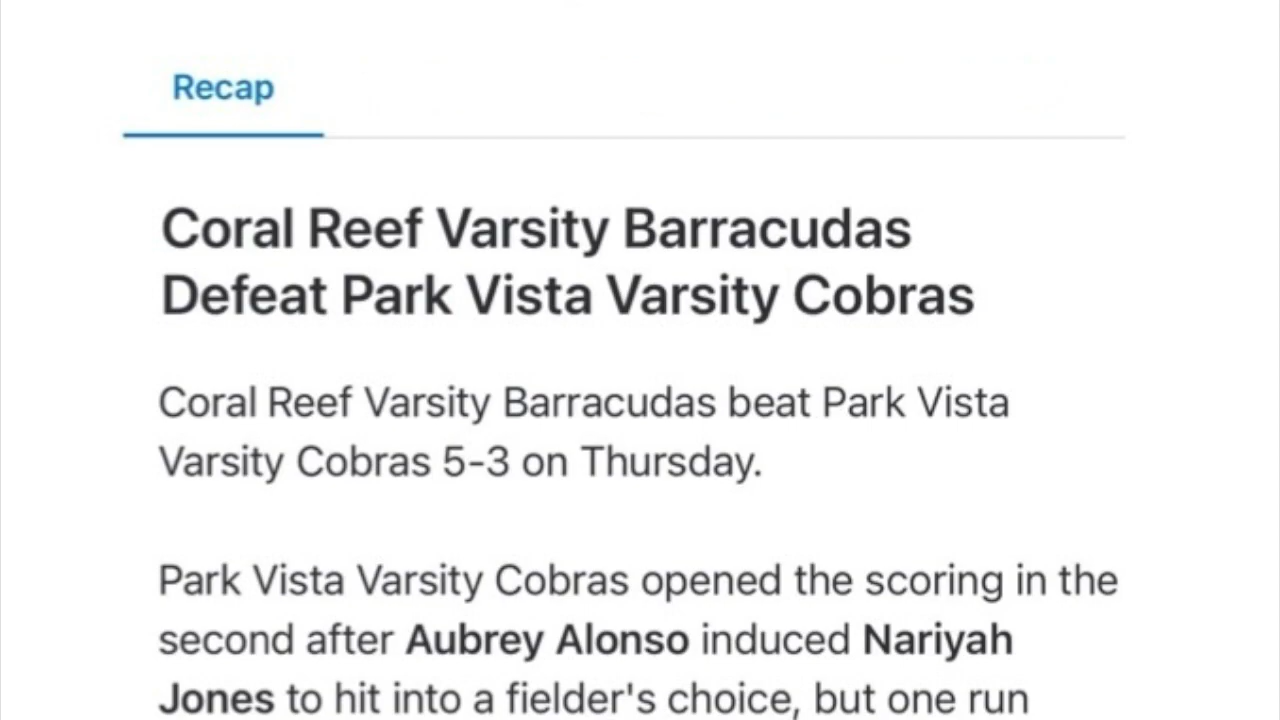 Recap
Coral Reef Varsity Barracudas
Defeat Park Vista Varsity Cobras
Coral Reef Varsity Barracudas beat Park Vista
Varsity Cobras 5-3 on Thursday.
Park Vista Varsity Cobras opened the scoring in the
second after Aubrey Alonso induced Nariyah
Jones to hit into a fielder's choice, but one run